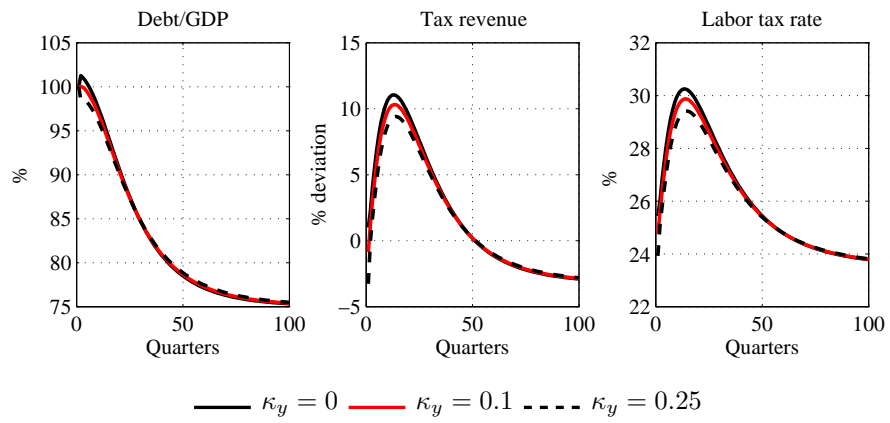 Debt/GDP
105
100
95
90
85
80
75
%
0 50 100
Quarters
Tax revenue
15
10
5
0
−5
% deviation
0 50 100
Quarters
Labor tax rate
32
30
28
26
24
22
%
0 50 100
Quarters
κy = 0 κy = 0.1 κy = 0.25